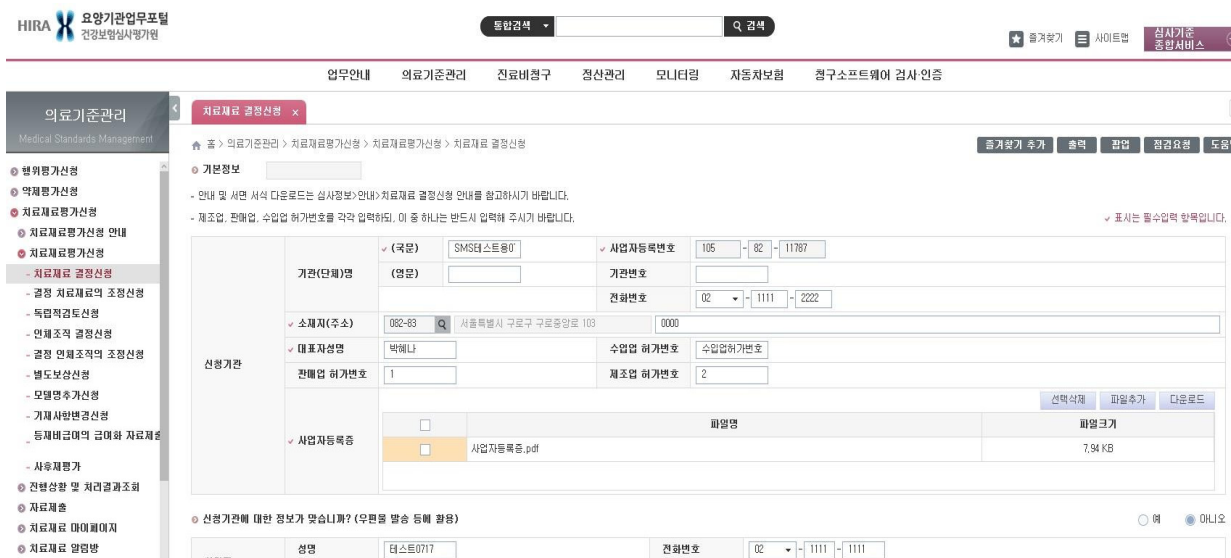 HIRA 요양기관업무포털
건강보험심사평가원
통합검색 검색
즐겨찾기 사이트맵 심사기준
종합서비스
업무안내 의료기준관리 진료비청구 정산관리 모니터링 자동차보험 청구소프트웨어 검사·인증
의료기준관리
Medical Standards Management
행위평가신청
약제평가신청
치료재료평가신청
치료재료평가신청 안내
치료재료평가신청
- 치료재료 결정신청
- 결정 치료재료의 조정신청
- 독립적검토신청
- 인체조직 결정신청
- 결정 인체조직의 조정신청
- 별도보상신청
- 모델명추가신청
- 기재사항변경신청
- 등재비급여의 급여화 자료제출
- 사후재평가
진행상황 및 처리결과조회
자료제출
치료재료 마이페이지
치료재료 알림방
치료재료 결정신청 x
홈 > 의료기준관리 > 치료재료평가신청 > 치료재료평가신청 > 치료재료 결정신청
즐겨찾기 추가 출력 팝업 점검요청
기본정보
- 안내 및 서면 서식 다운로드는 심사정보>안내>치료재료 결정신청 안내를 참고하시기 바랍니다.
- 제조업, 판매업, 수입업 허가번호를 각각 입력하되, 이 중 하나는 반드시 입력해 주시기 바랍니다.
표시는 필수입력 항목입니다.
신청기관
기관(단체)명 (국문) SMS테스트용 사업자등록번호 105 - 82 - 11787
(영문) 기관번호
전화번호 02 - 1111 - 2222
소재지(주소) 082-83 서울특별시 구로구 구로중앙로 103 0000
대표자성명 박혜나 수입업 허가번호 수입업허가번호
판매업 허가번호 1 제조업 허가번호 2
사업자등록증
선택삭제 파일추가 다운로드
파일명 파일크기
사업자등록증.pdf 7.94 KB
신청기관에 대한 정보가 맞습니까? (우편물 발송 등에 활용) 예 아니오
성명 테스트0717 전화번호 02 - 1111 - 1111